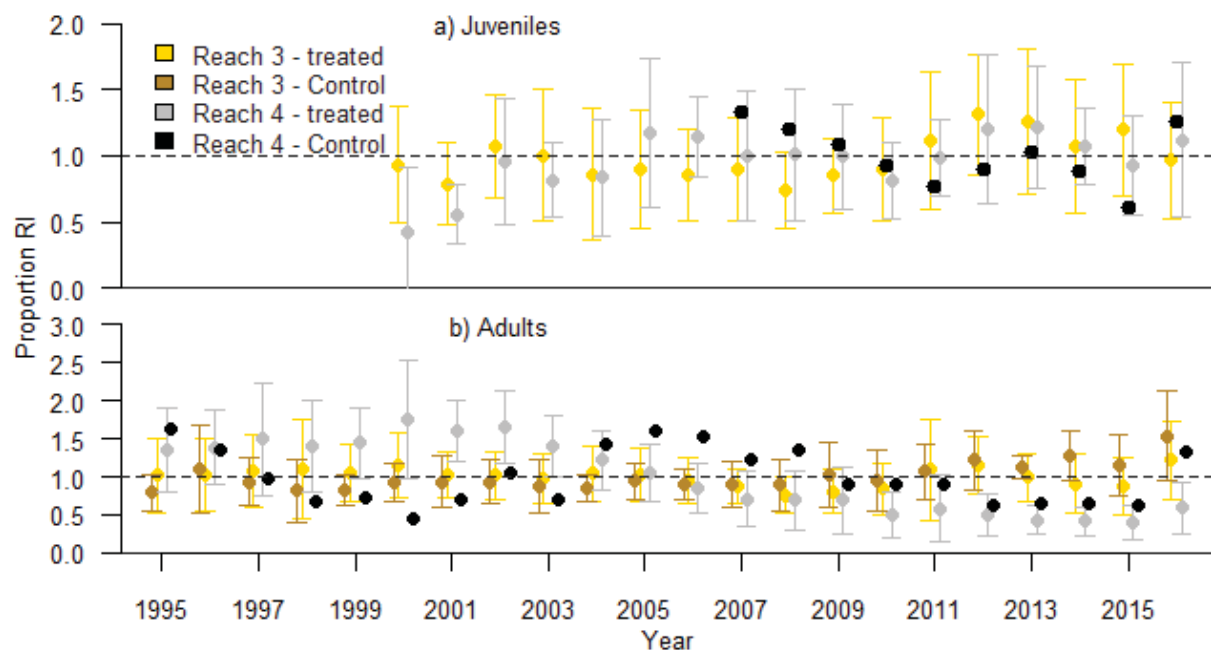 a) Juveniles
Reach 3 - treated
Reach 3 - Control
Reach 4 - treated
Reach 4 - Control
2.0
1.5
1.0
0.5
0.0
Proportion RI
b) Adults
3.0
2.5
2.0
1.5
1.0
0.5
0.0
1995 1997 1999 2001 2003 2005 2007 2009 2011 2013 2015
Year